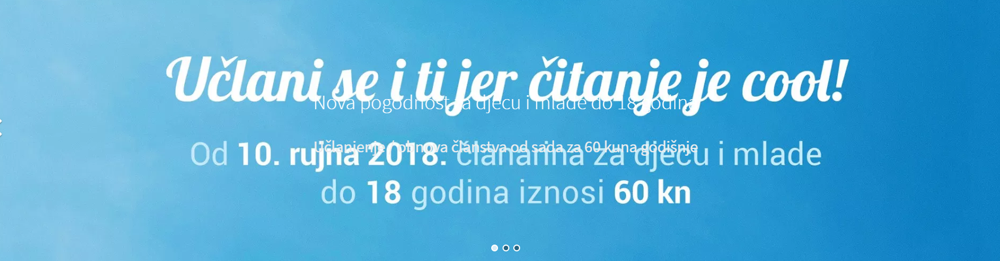 Učlani se i ti jer čitanje je cool!
Nova pogodnost za djecu i mlade do 18 godina
Učlanjenje / obnova članstva od sada za 60 kuna godišnje
Od 10. rujna 2018. članarina za djecu i mlade
do 18 godina iznosi 60 kn